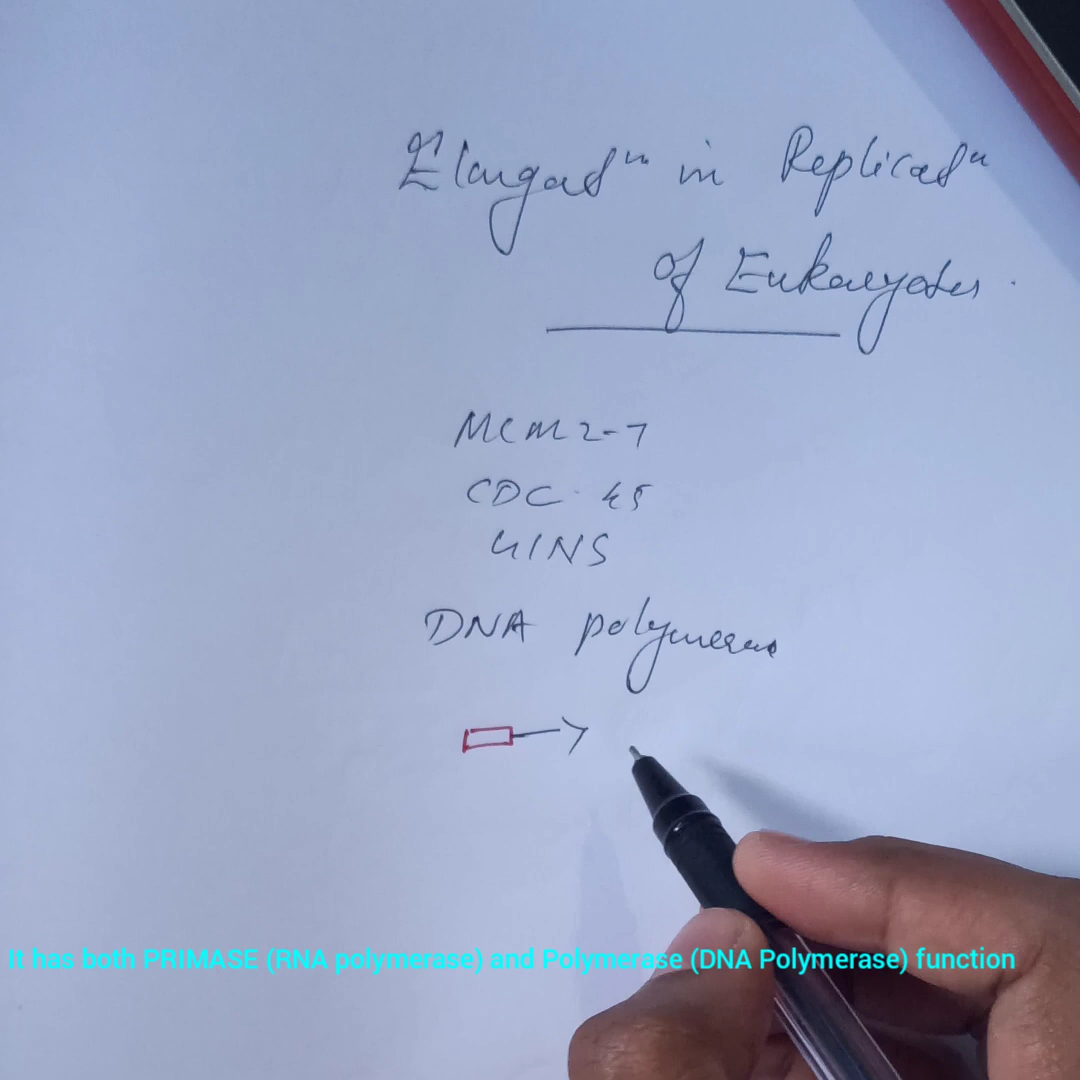 Elongatⁿ in Replicatⁿ
of Eukaryotes.
MCM 2-7
CDC 45
GINS
DNA polymerase
It has both PRIMASE (RNA polymerase) and Polymerase (DNA Polymerase) function